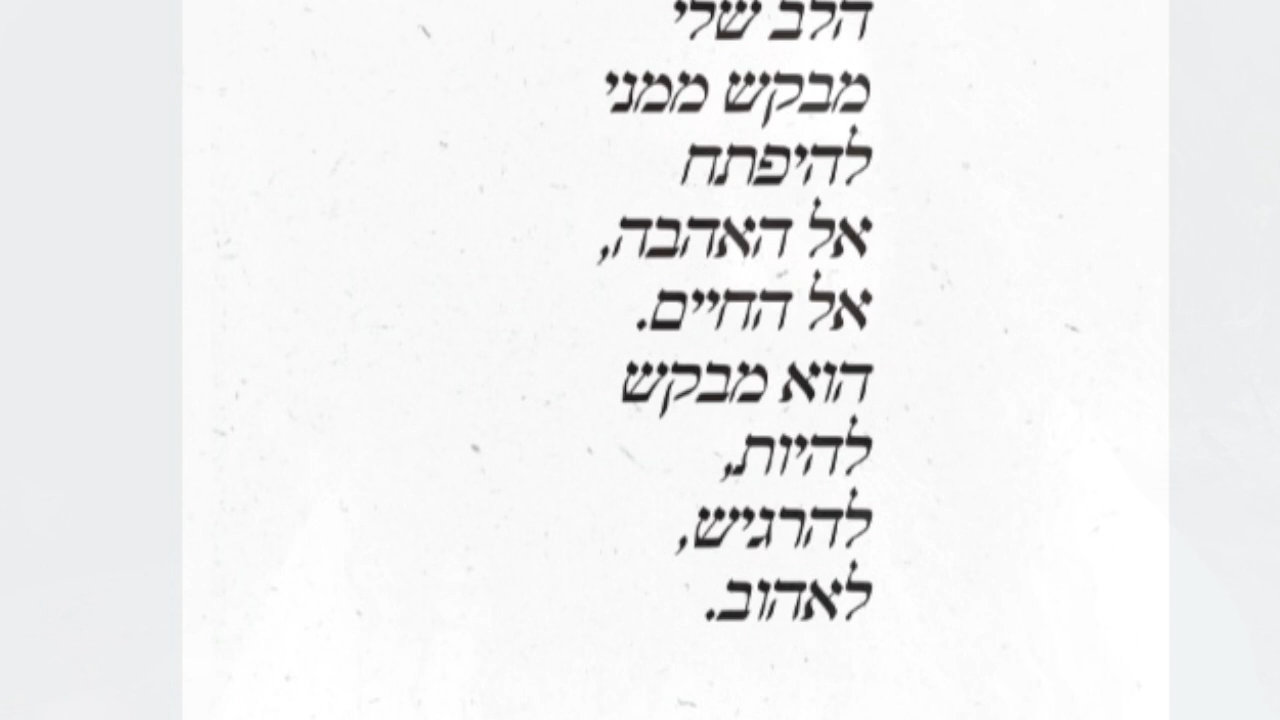 הלב שלי
מבקש ממני
להיפתח
אל האהבה,
אל החיים.
הוא מבקש
להיות,
להרגיש,
לאהוב.